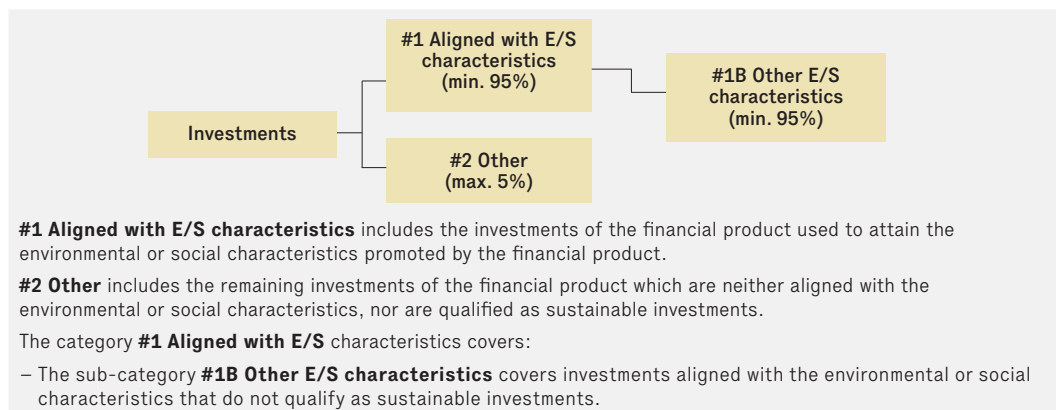 #1 Aligned with E/S
characteristics
(min. 95%)
#1B Other E/S
characteristics
(min. 95%)
Investments
#2 Other
(max. 5%)
#1 Aligned with E/S characteristics includes the investments of the financial product used to attain the
environmental or social characteristics promoted by the financial product.
#2 Other includes the remaining investments of the financial product which are neither aligned with the
environmental or social characteristics, nor are qualified as sustainable investments.
The category #1 Aligned with E/S characteristics covers:
– The sub-category #1B Other E/S characteristics covers investments aligned with the environmental or social
characteristics that do not qualify as sustainable investments.